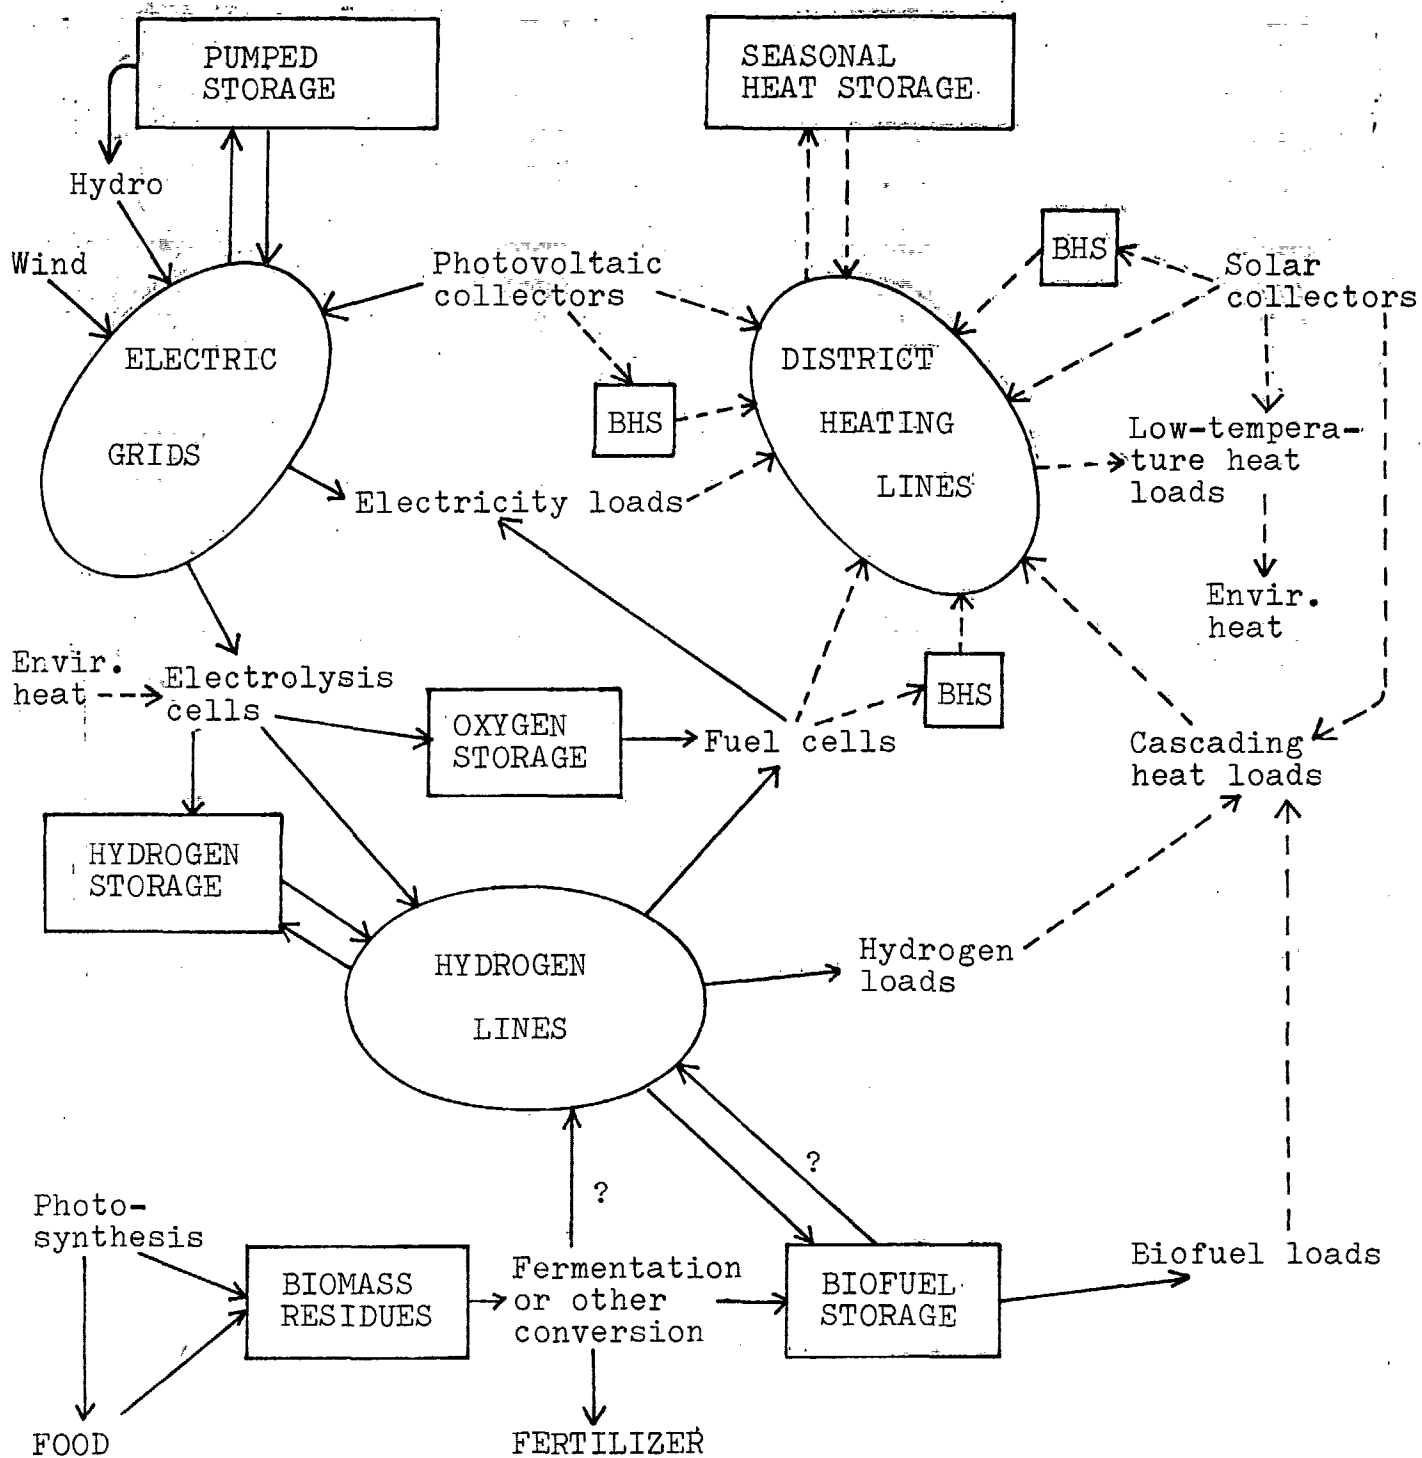 PUMPED
STORAGE
SEASONAL
HEAT STORAGE
Hydro
Wind
Photovoltaic
collectors
BHS
Solar
collectors
ELECTRIC
GRIDS
DISTRICT
HEATING
LINES
BHS
Low-tempera-
ture heat
loads
Electricity loads
Envir.
heat
Envir.
heat
Electrolysis
cells
OXYGEN
STORAGE
Fuel cells
BHS
Cascading
heat loads
HYDROGEN
STORAGE
HYDROGEN
LINES
Hydrogen
loads
?
?
Photo-
synthesis
BIOMASS
RESIDUES
Fermentation
or other
conversion
BIOFUEL
STORAGE
Biofuel loads
FOOD
FERTILIZER